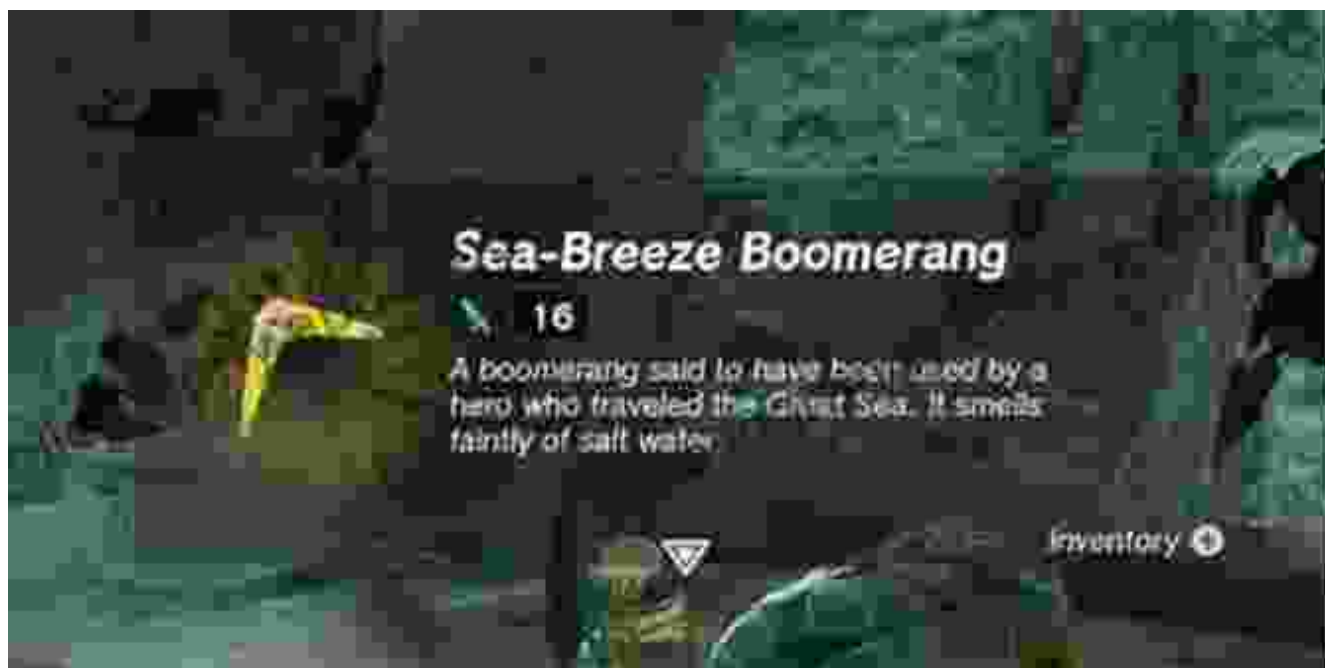 Sea-Breeze Boomerang
16
A boomerang said to have been used by a
hero who traveled the Great Sea. It smells
faintly of salt water.
Inventory +